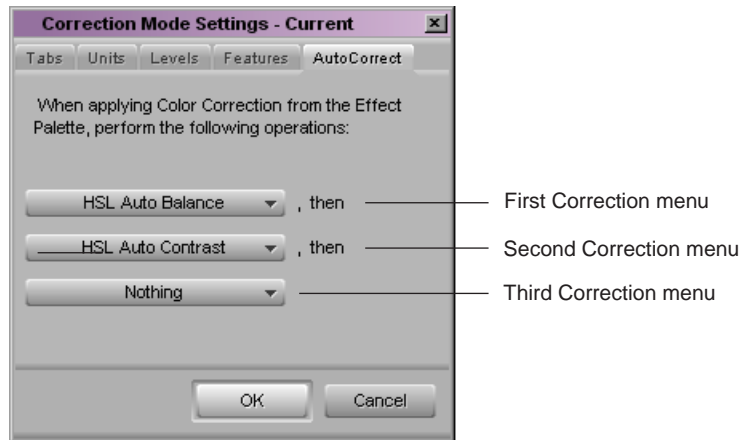 Correction Mode Settings - Current
Tabs Units Levels Features AutoCorrect
When applying Color Correction from the Effect
Palette, perform the following operations:
HSL Auto Balance , then First Correction menu
HSL Auto Contrast , then Second Correction menu
Nothing Third Correction menu
OK Cancel